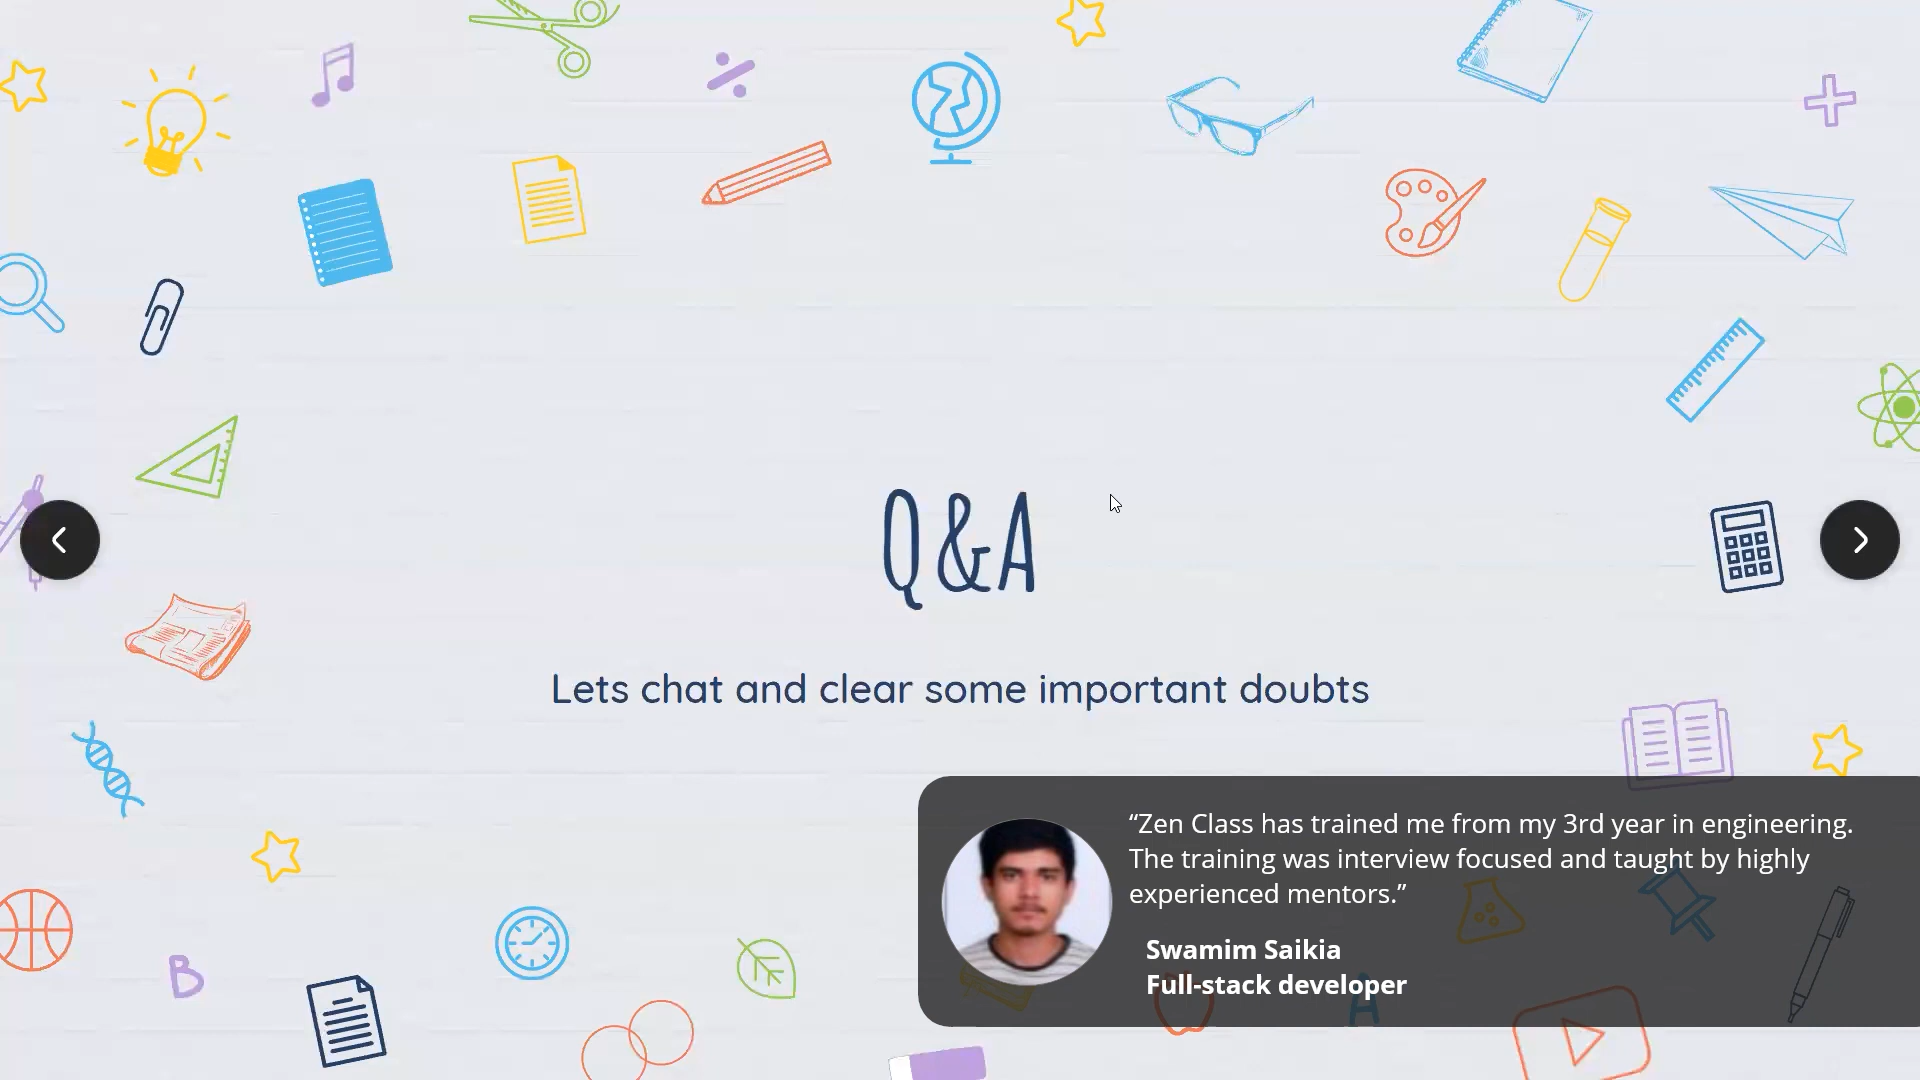 Q&A
Lets chat and clear some important doubts
“Zen Class has trained me from my 3rd year in engineering.
The training was interview focused and taught by highly
experienced mentors.”
Swamim Saikia
Full-stack developer
B
A